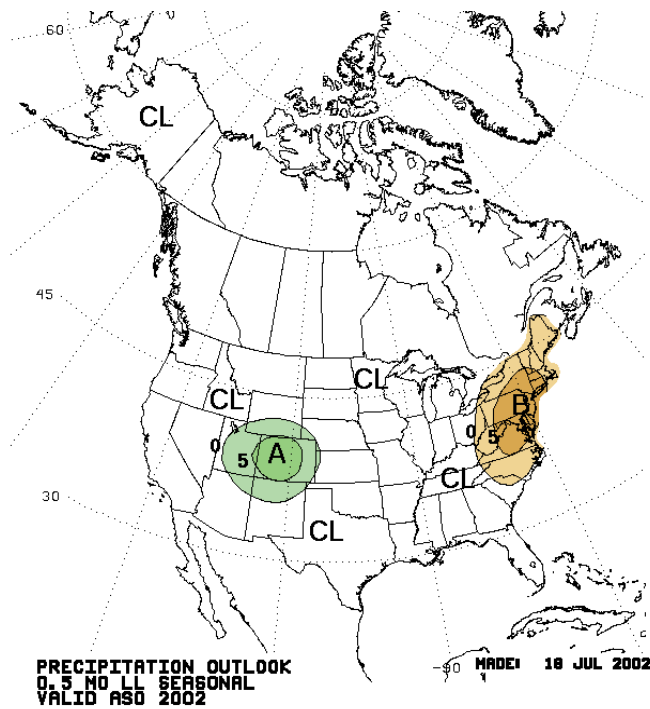 60
CL
45
CL
CL
0
5
A
0
5
B
CL
30
CL
-90
PRECIPITATION OUTLOOK
0.5 MO LL SEASONAL
VALID ASO 2002
MADE: 18 JUL 2002